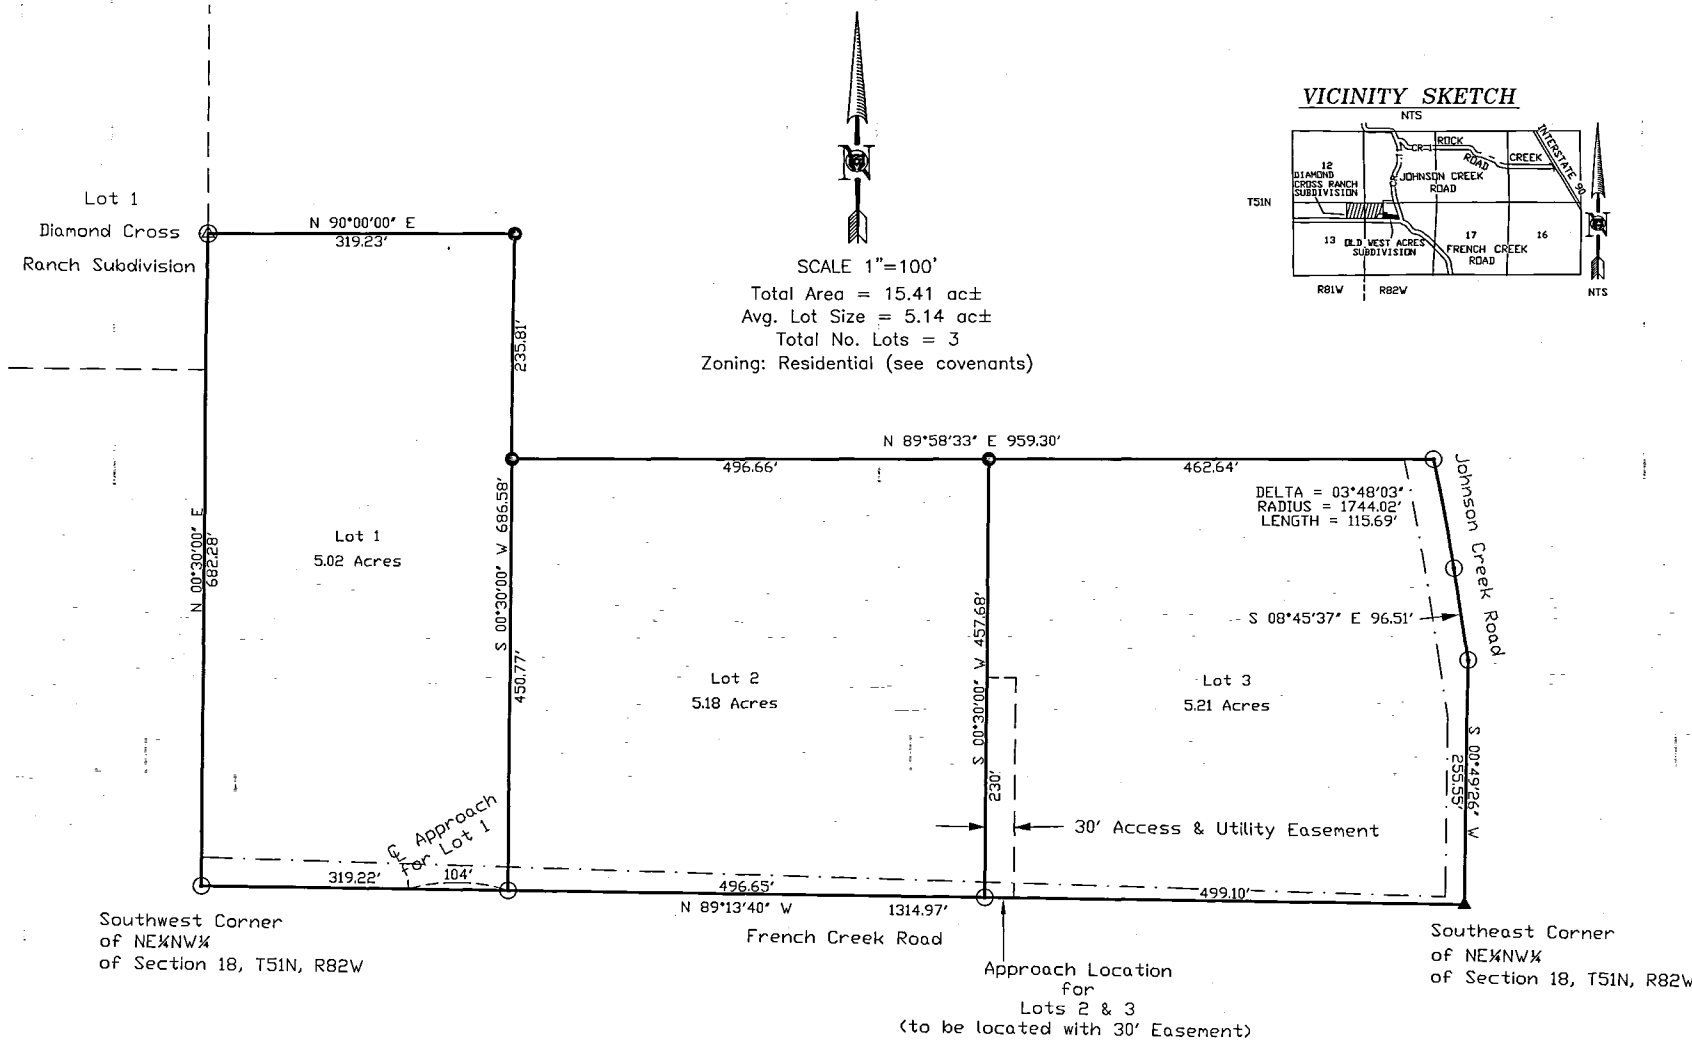 VICINITY SKETCH
NTS
INTERSTATE 90
ROCK
CR-1
ROAD
CREEK
12
DIAMOND
CROSS RANCH
SUBDIVISION
JOHNSON CREEK
ROAD
T51N
13
OLD WEST ACRES
SUBDIVISION
17
16
FRENCH CREEK
ROAD
R81W
R82W
NTS
N
N
Lot 1
Diamond Cross
Ranch Subdivision
N 90°00'00" E
319.23'
SCALE 1"=100'
Total Area = 15.41 ac±
Avg. Lot Size = 5.14 ac±
Total No. Lots = 3
Zoning: Residential (see covenants)
235.81'
N 89°58'33" E 959.30'
496.66'
462.64'
DELTA = 03°48'03"
RADIUS = 1744.02'
LENGTH = 115.69'
Johnson Creek Road
N 00°30'00" E
682.28'
Lot 1
5.02 Acres
S 00°30'00" W 686.58'
450.77'
S 00°30'00" W 457.68'
S 08°45'37" E 96.51'
Lot 2
5.18 Acres
Lot 3
5.21 Acres
S 00°49'26" W
255.55'
230'
30' Access & Utility Easement
℄ Approach
for Lot 1
319.22'
104'
496.65'
499.10'
N 89°13'40" W
1314.97'
French Creek Road
Southwest Corner
of NE¼NW¼
of Section 18, T51N, R82W
Southeast Corner
of NE¼NW¼
of Section 18, T51N, R82W
Approach Location
for
Lots 2 & 3
(to be located with 30' Easement)